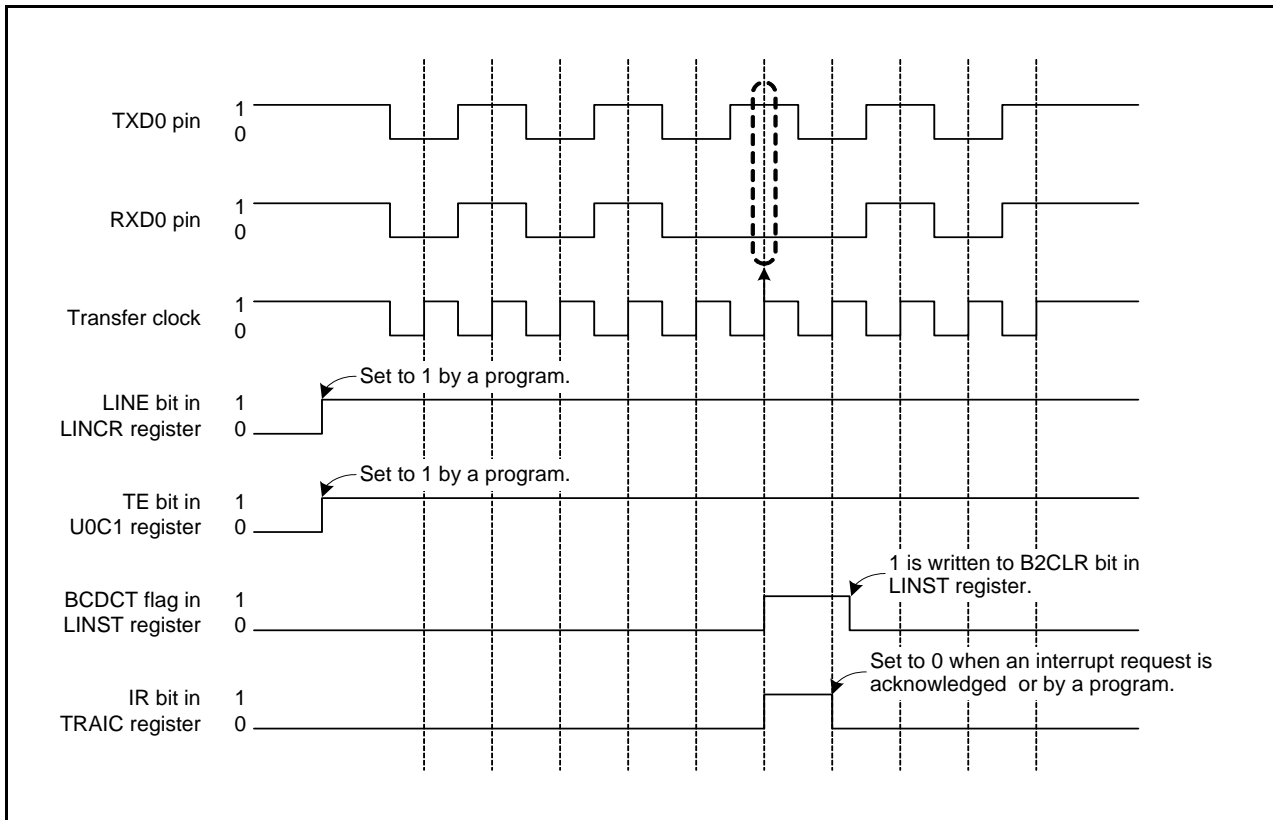 TXD0 pin
1
0
RXD0 pin
1
0
Transfer clock
1
0
Set to 1 by a program.
LINE bit in
LINCR register
1
0
Set to 1 by a program.
TE bit in
U0C1 register
1
0
1 is written to B2CLR bit in
LINST register.
BCDCT flag in
LINST register
1
0
Set to 0 when an interrupt request is
acknowledged or by a program.
IR bit in
TRAIC register
1
0